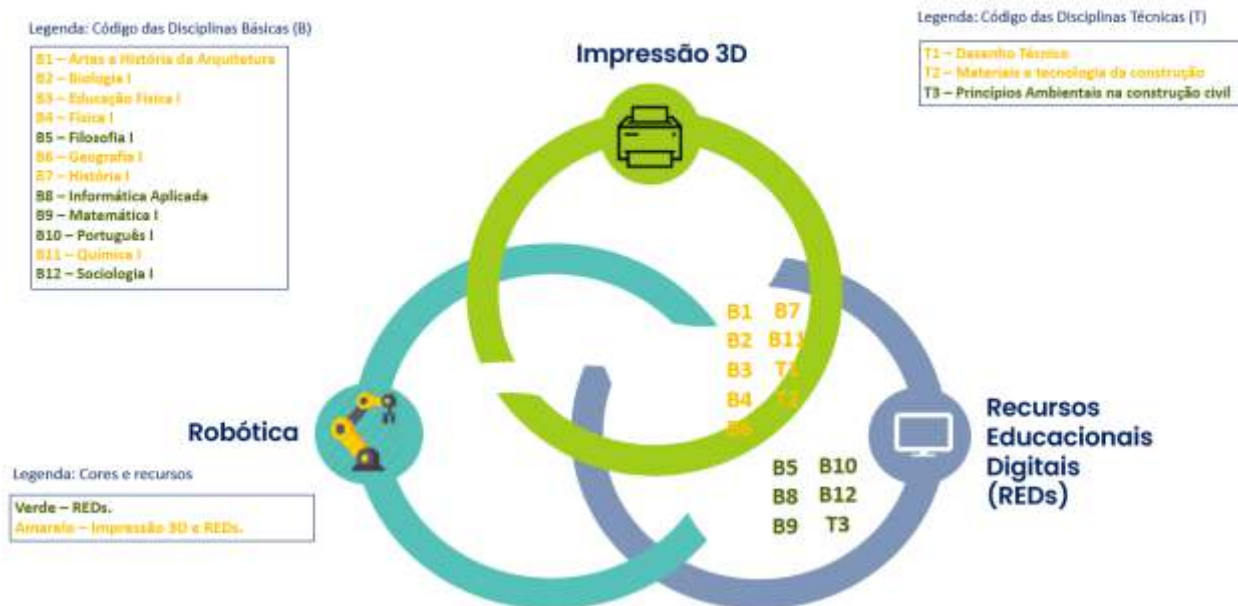 Legenda: Código das Disciplinas Básicas (B)
B1 – Artes e História da Arquitetura
B2 – Biologia I
B3 – Educação Física I
B4 – Física I
B5 – Filosofia I
B6 – Geografia I
B7 – História I
B8 – Informática Aplicada
B9 – Matemática I
B10 – Português I
B11 – Química I
B12 – Sociologia I
Legenda: Código das Disciplinas Técnicas (T)
T1 – Desenho Técnico
T2 – Materiais e tecnologia da construção
T3 – Princípios Ambientais na construção civil
Impressão 3D
B1 B7
B2 B11
B3 T1
B4 T2
B6
Robótica
Recursos
Educacionais
Digitais
(REDs)
B5 B10
B8 B12
B9 T3
Legenda: Cores e recursos
Verde – REDs.
Amarelo – Impressão 3D e REDs.